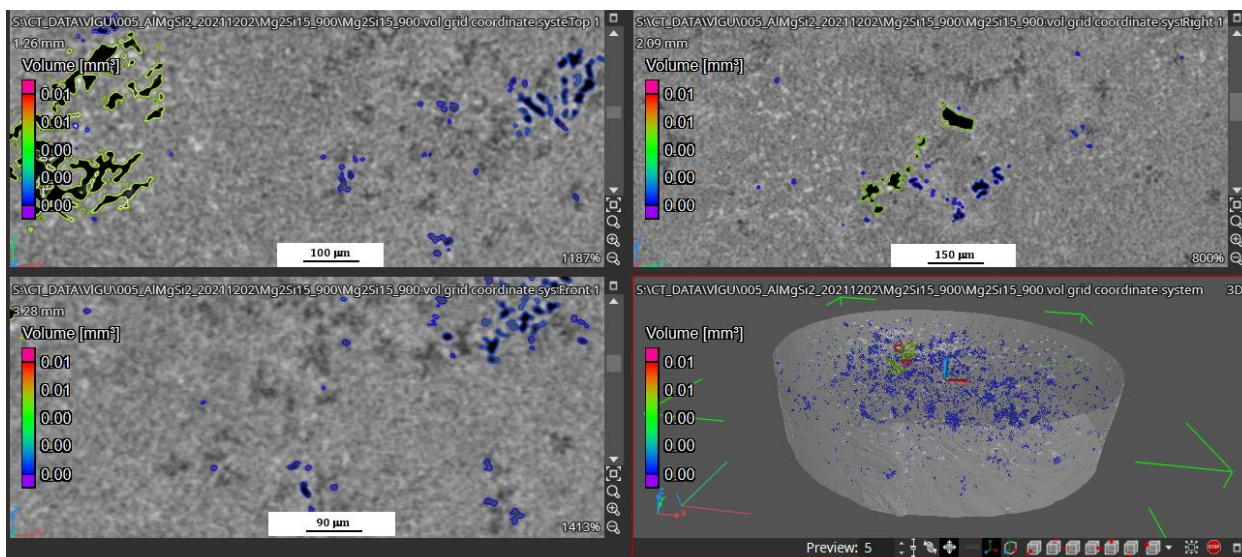 S:\CT_DATA\VlGU\005_AlMgSi2_20211202\Mg2Si15_900\Mg2Si15_900.vol grid coordinate systeTop 1
1.26 mm
Volume [mm³]
0.01
0.01
0.00
0.00
0.00
100 µm
1187%
S:\CT_DATA\VlGU\005_AlMgSi2_20211202\Mg2Si15_900\Mg2Si15_900.vol grid coordinate systRight 1
2.09 mm
Volume [mm³]
0.01
0.01
0.00
0.00
0.00
150 µm
800%
S:\CT_DATA\VlGU\005_AlMgSi2_20211202\Mg2Si15_900\Mg2Si15_900.vol grid coordinate sysFront 1
3.28 mm
Volume [mm³]
0.01
0.01
0.00
0.00
0.00
90 µm
1413%
S:\CT_DATA\VlGU\005_AlMgSi2_20211202\Mg2Si15_900\Mg2Si15_900.vol grid coordinate system 3D
Volume [mm³]
0.01
0.01
0.00
0.00
0.00
X
Preview: 5
STOP